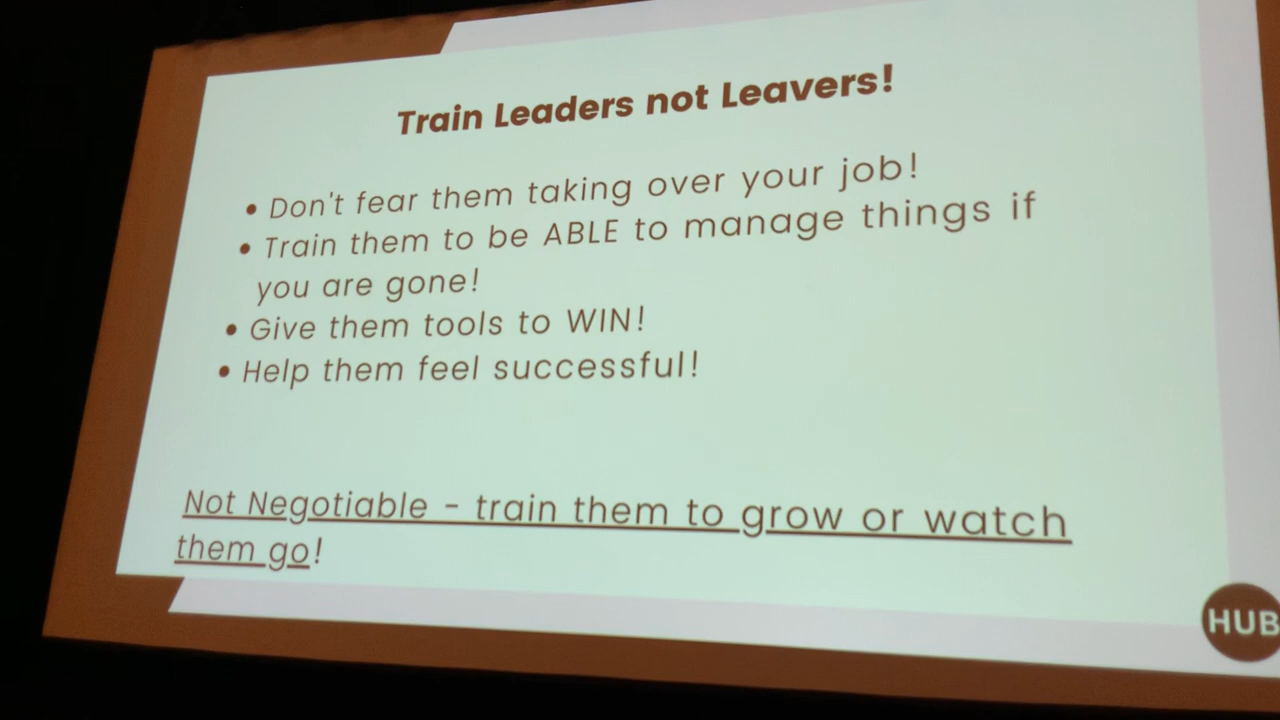 Train Leaders not Leavers!
• Don't fear them taking over your job!
• Train them to be ABLE to manage things if
you are gone!
• Give them tools to WIN!
• Help them feel successful!
Not Negotiable - train them to grow or watch
them go!
HUB